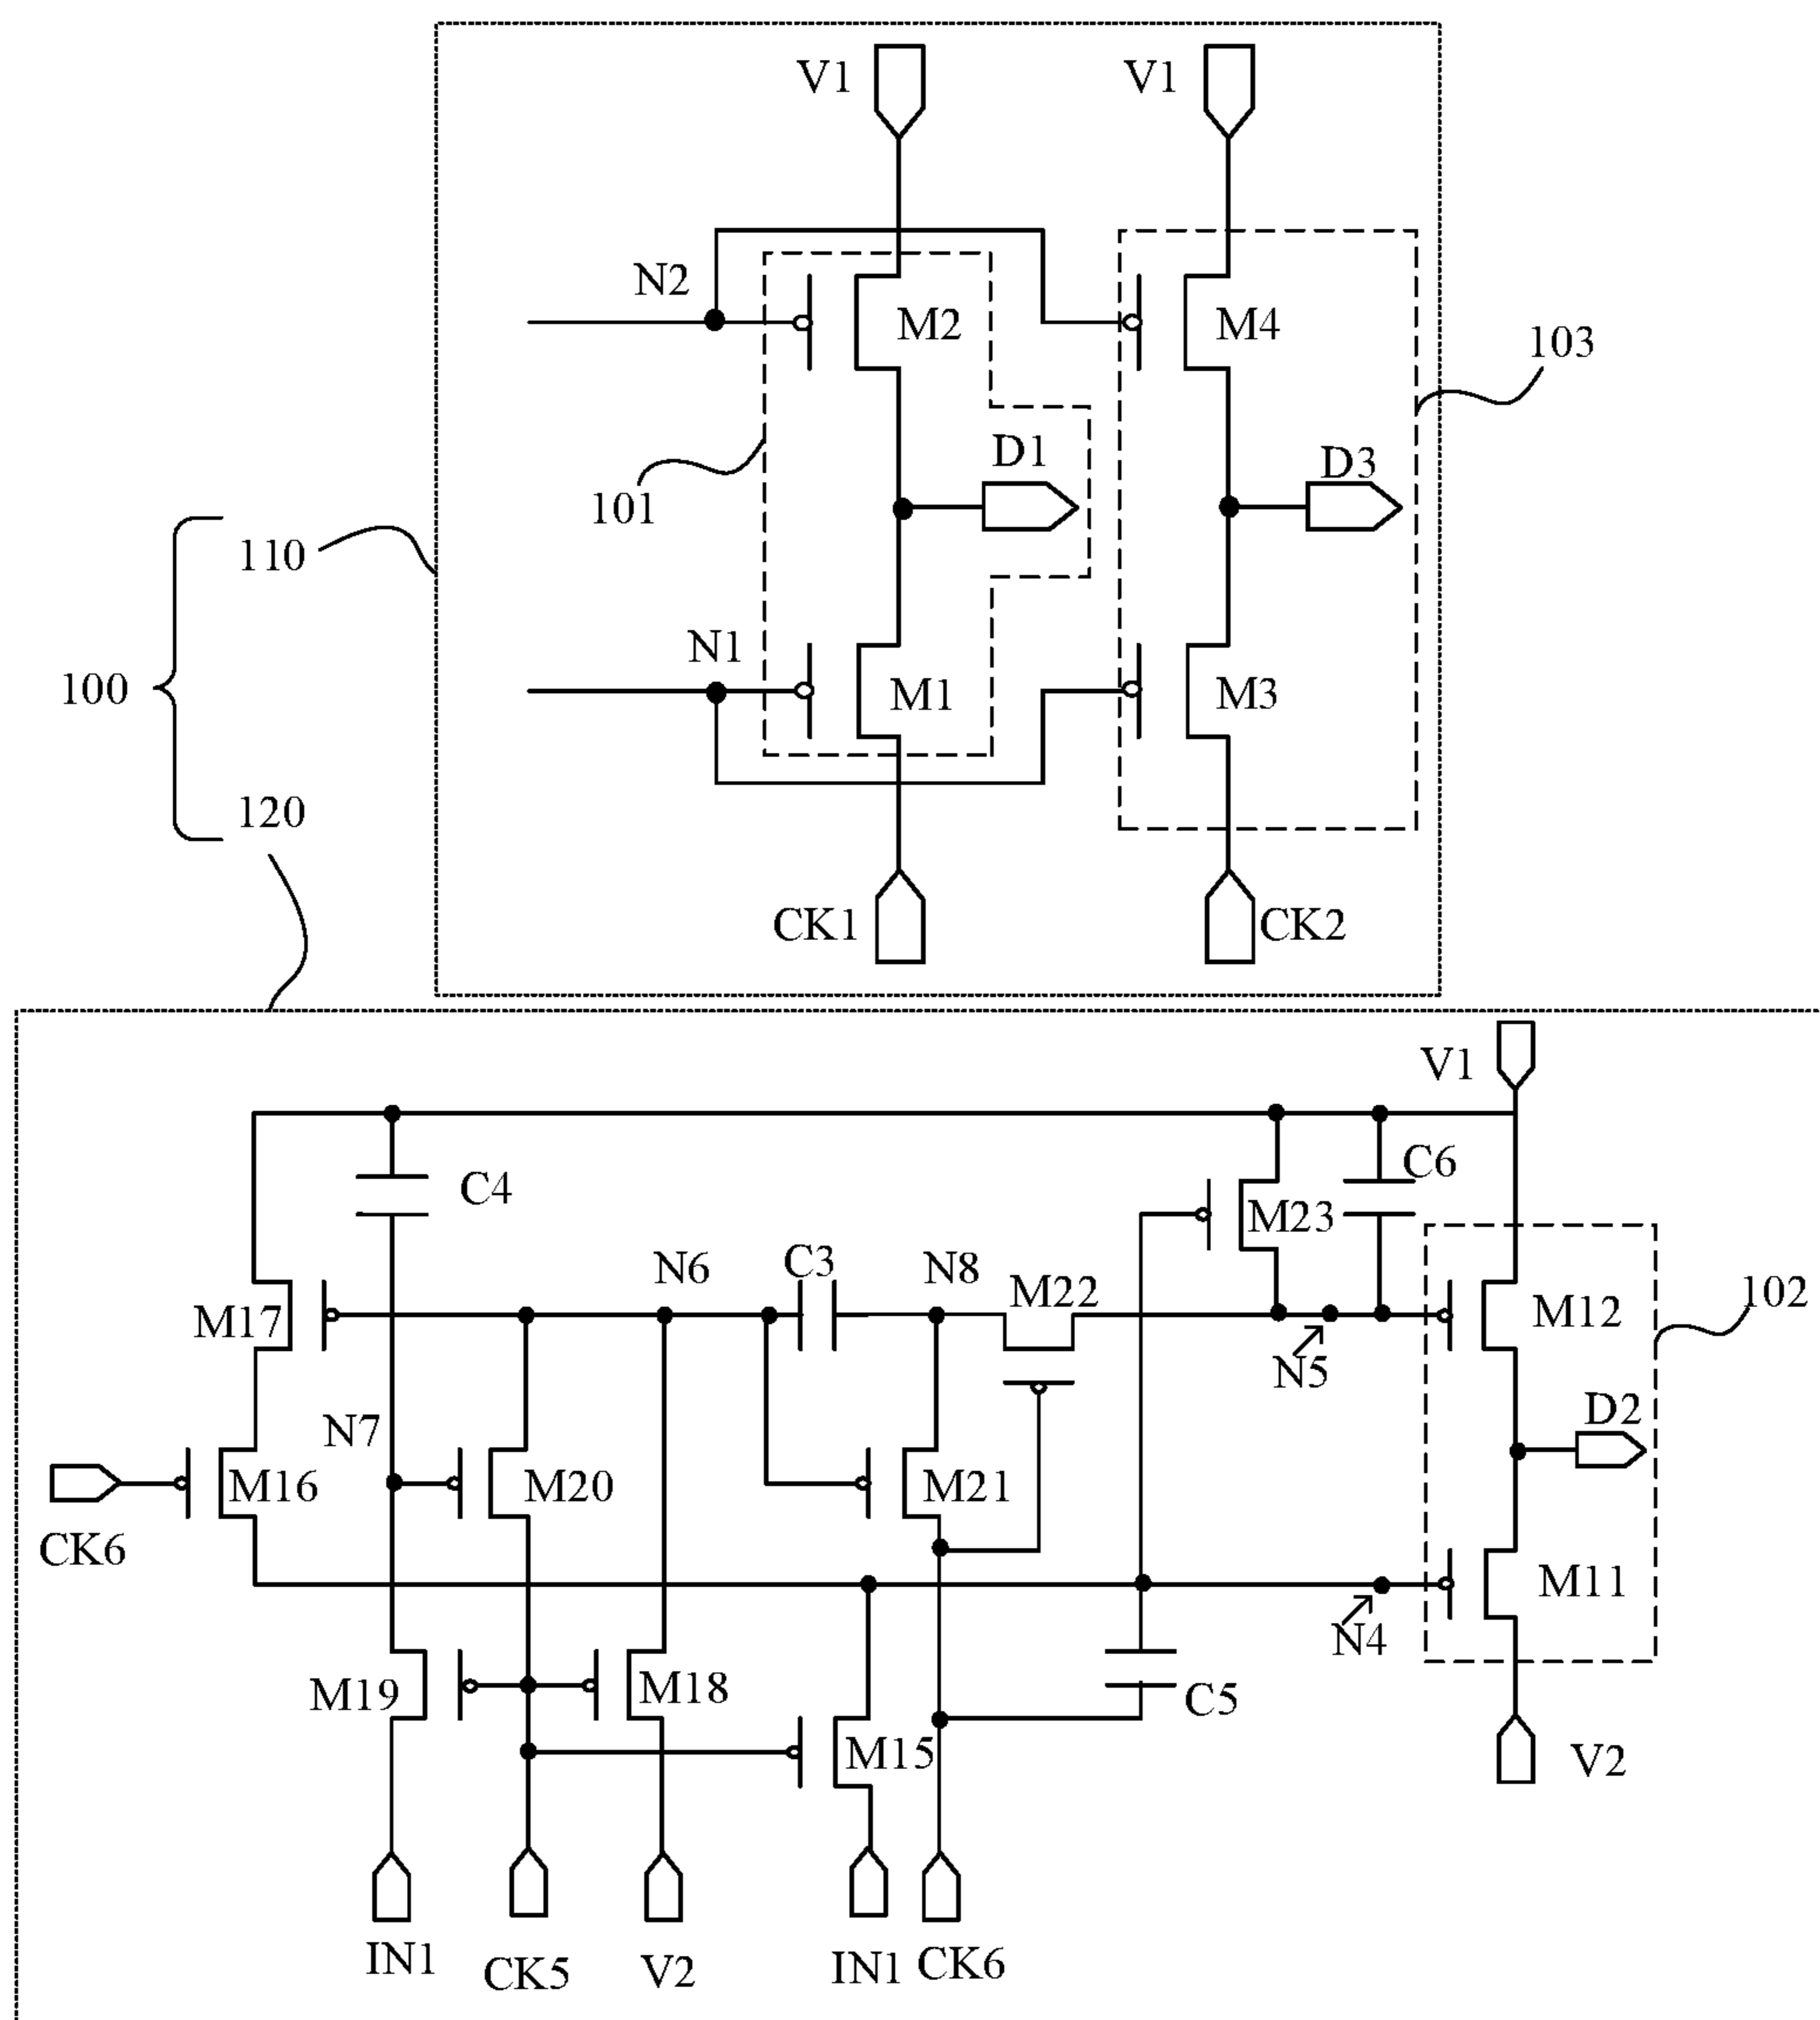 V1 V1
N2 M2 M4
103
D1 D3
101
110
N1
100 M1 M3
120
CK1 CK2
V1
C4 C6
M23
N6 C3 N8 M22
M17 M12 102
N5
N7 D2
M16 M20 M21
CK6
M11
N4
M19 M18 C5
M15 V2
IN1 CK5 V2 IN1 CK6